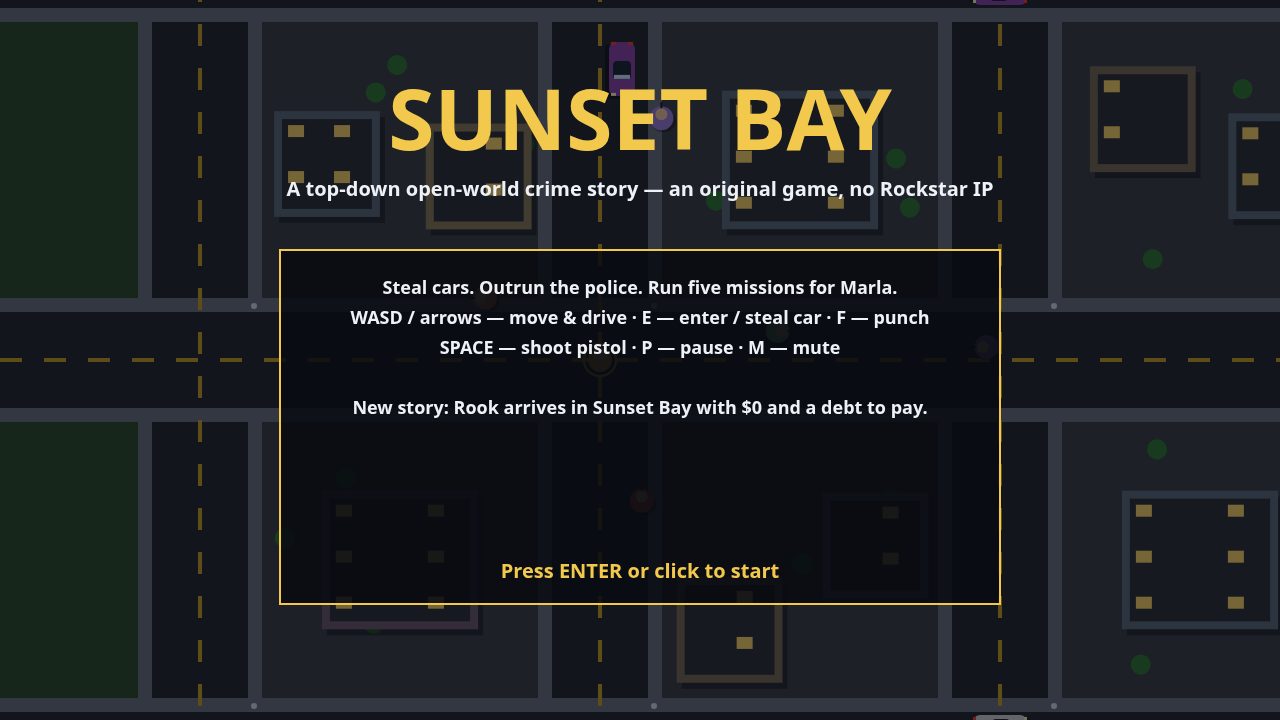 SUNSET BAY
A top-down open-world crime story — an original game, no Rockstar IP
Steal cars. Outrun the police. Run five missions for Marla.
WASD / arrows — move & drive · E — enter / steal car · F — punch
SPACE — shoot pistol · P — pause · M — mute
New story: Rook arrives in Sunset Bay with $0 and a debt to pay.
Press ENTER or click to start